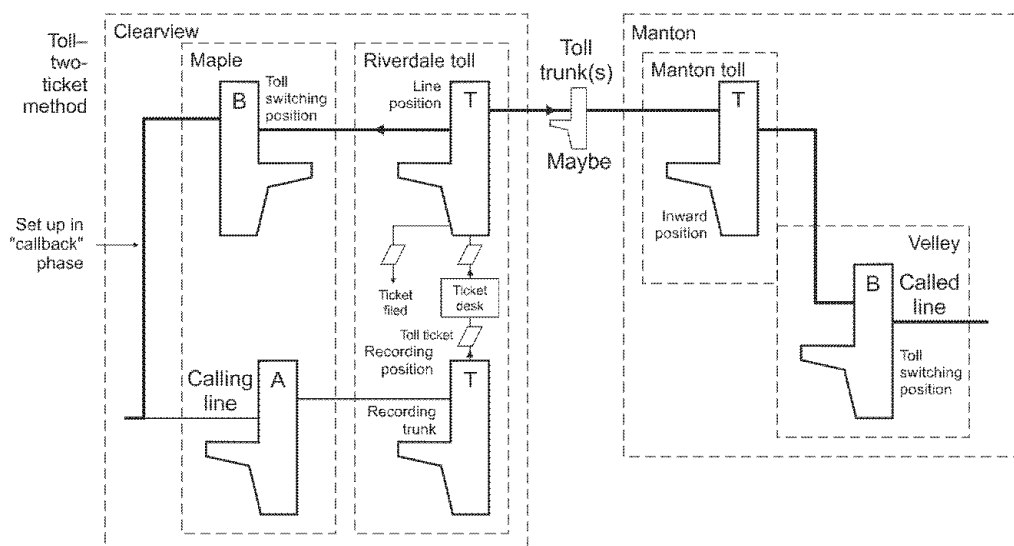 Toll–
two-
ticket
method
Clearview
Maple
B
Toll
switching
position
Riverdale toll
Line
position
T
Toll
trunk(s)
Maybe
Manton
Manton toll
T
Inward
position
Velley
B
Called
line
Toll
switching
position
Set up in
"callback"
phase
Ticket
filed
Ticket
desk
Toll ticket
Recording
position
Calling
line
A
Recording
trunk
T